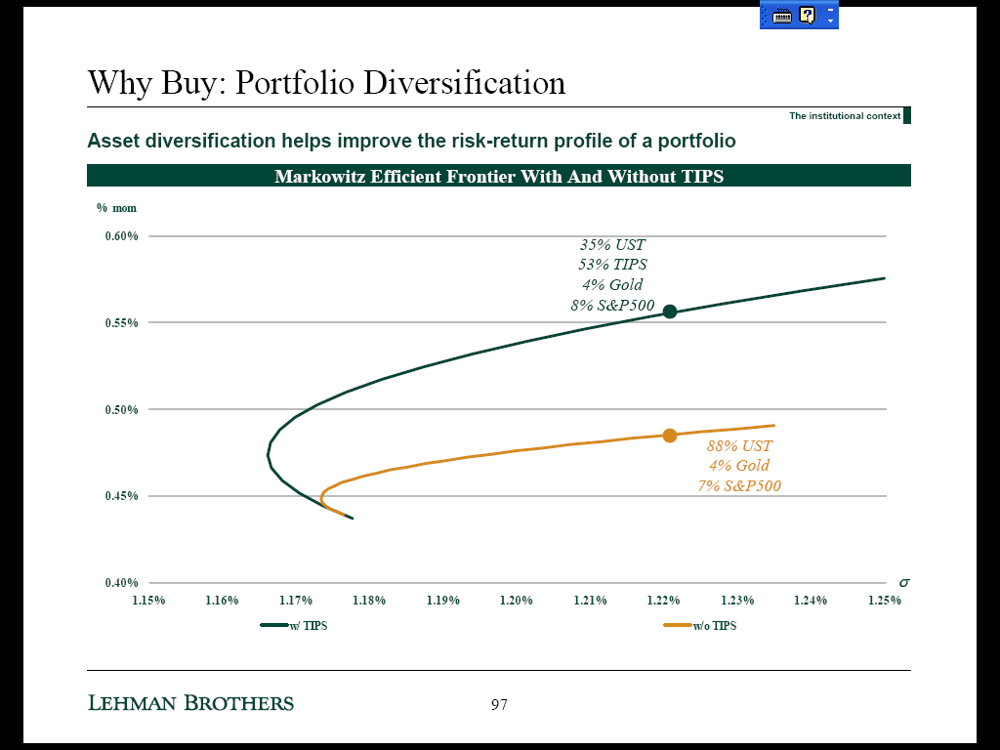 Why Buy: Portfolio Diversification
The institutional context
Asset diversification helps improve the risk-return profile of a portfolio
Markowitz Efficient Frontier With And Without TIPS
% mom
0.60%
35% UST
53% TIPS
4% Gold
8% S&P500
0.55%
0.50%
88% UST
4% Gold
7% S&P500
0.45%
0.40%
σ
1.15% 1.16% 1.17% 1.18% 1.19% 1.20% 1.21% 1.22% 1.23% 1.24% 1.25%
w/ TIPS w/o TIPS
LEHMAN BROTHERS 97